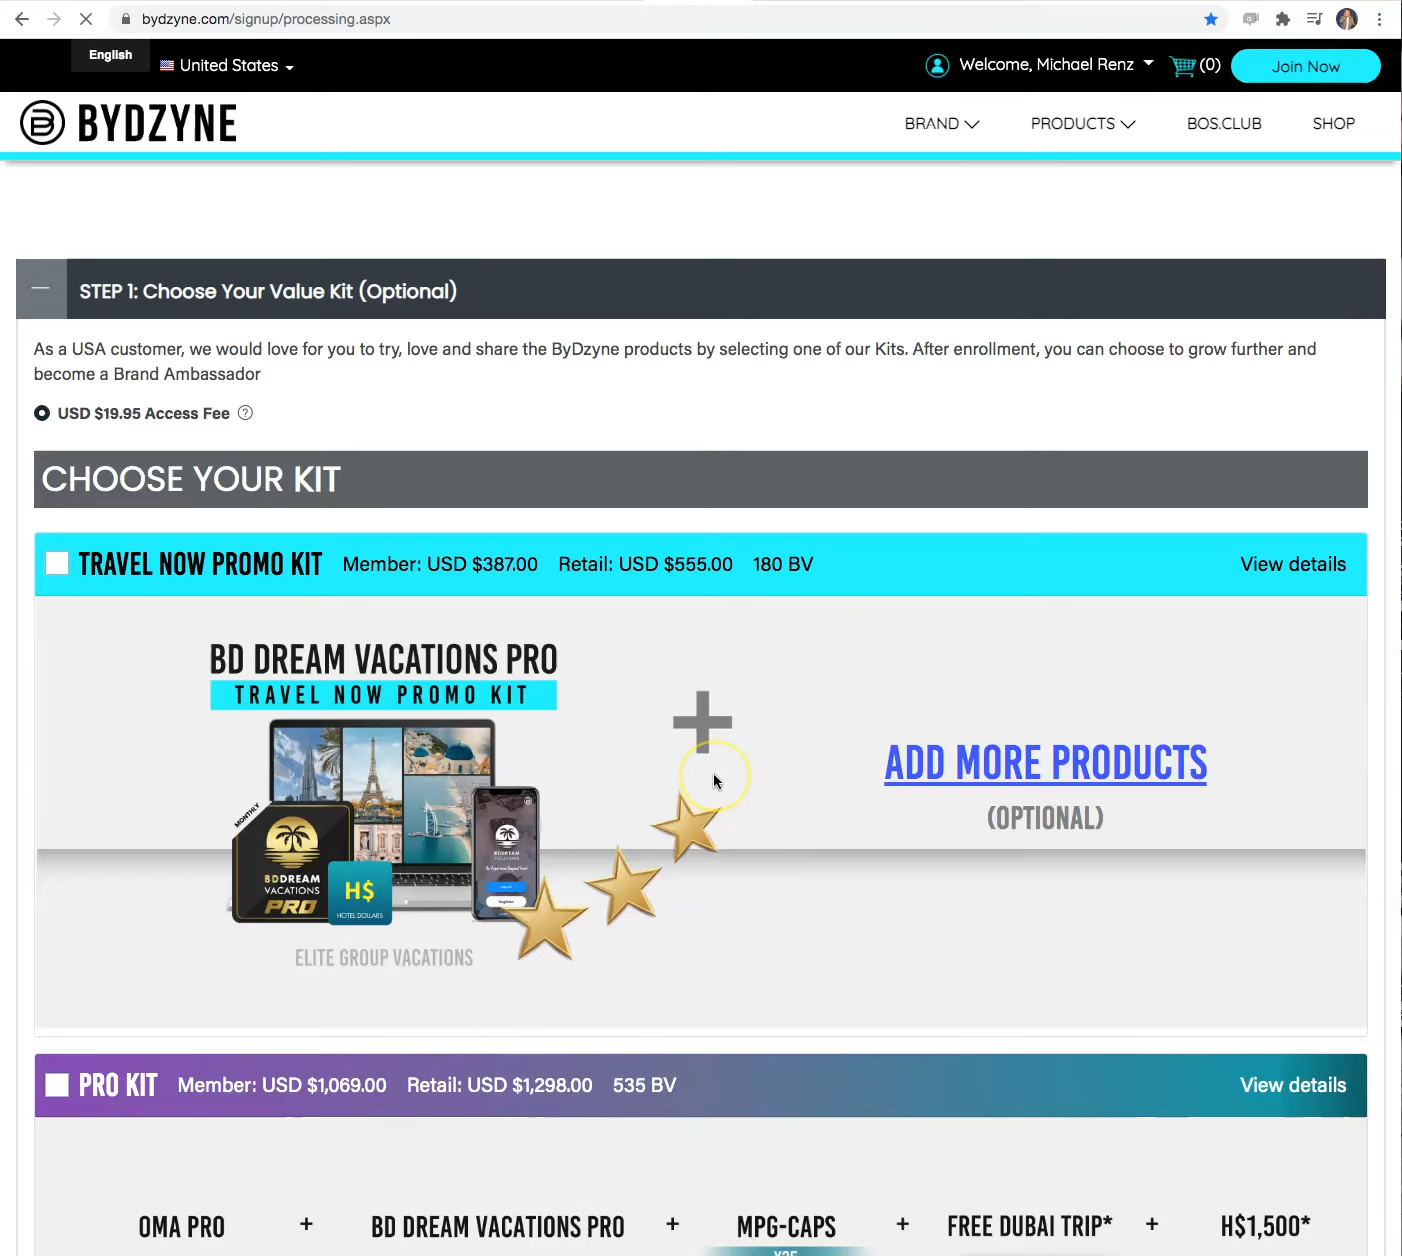 bydzyne.com/signup/processing.aspx
English
United States
Welcome, Michael Renz
(0)
Join Now
B BYDZYNE
BRAND
PRODUCTS
BOS.CLUB
SHOP
STEP 1: Choose Your Value Kit (Optional)
As a USA customer, we would love for you to try, love and share the ByDzyne products by selecting one of our Kits. After enrollment, you can choose to grow further and
become a Brand Ambassador
USD $19.95 Access Fee ?
CHOOSE YOUR KIT
TRAVEL NOW PROMO KIT Member: USD $387.00 Retail: USD $555.00 180 BV View details
BD DREAM VACATIONS PRO
TRAVEL NOW PROMO KIT
MONTHLY
BDDREAM
VACATIONS
PRO
H$
HOTEL DOLLARS
BDDREAM
VACATIONS
ELITE GROUP VACATIONS
+
ADD MORE PRODUCTS
(OPTIONAL)
PRO KIT Member: USD $1,069.00 Retail: USD $1,298.00 535 BV View details
OMA PRO + BD DREAM VACATIONS PRO + MPG-CAPS + FREE DUBAI TRIP* + H$1,500*